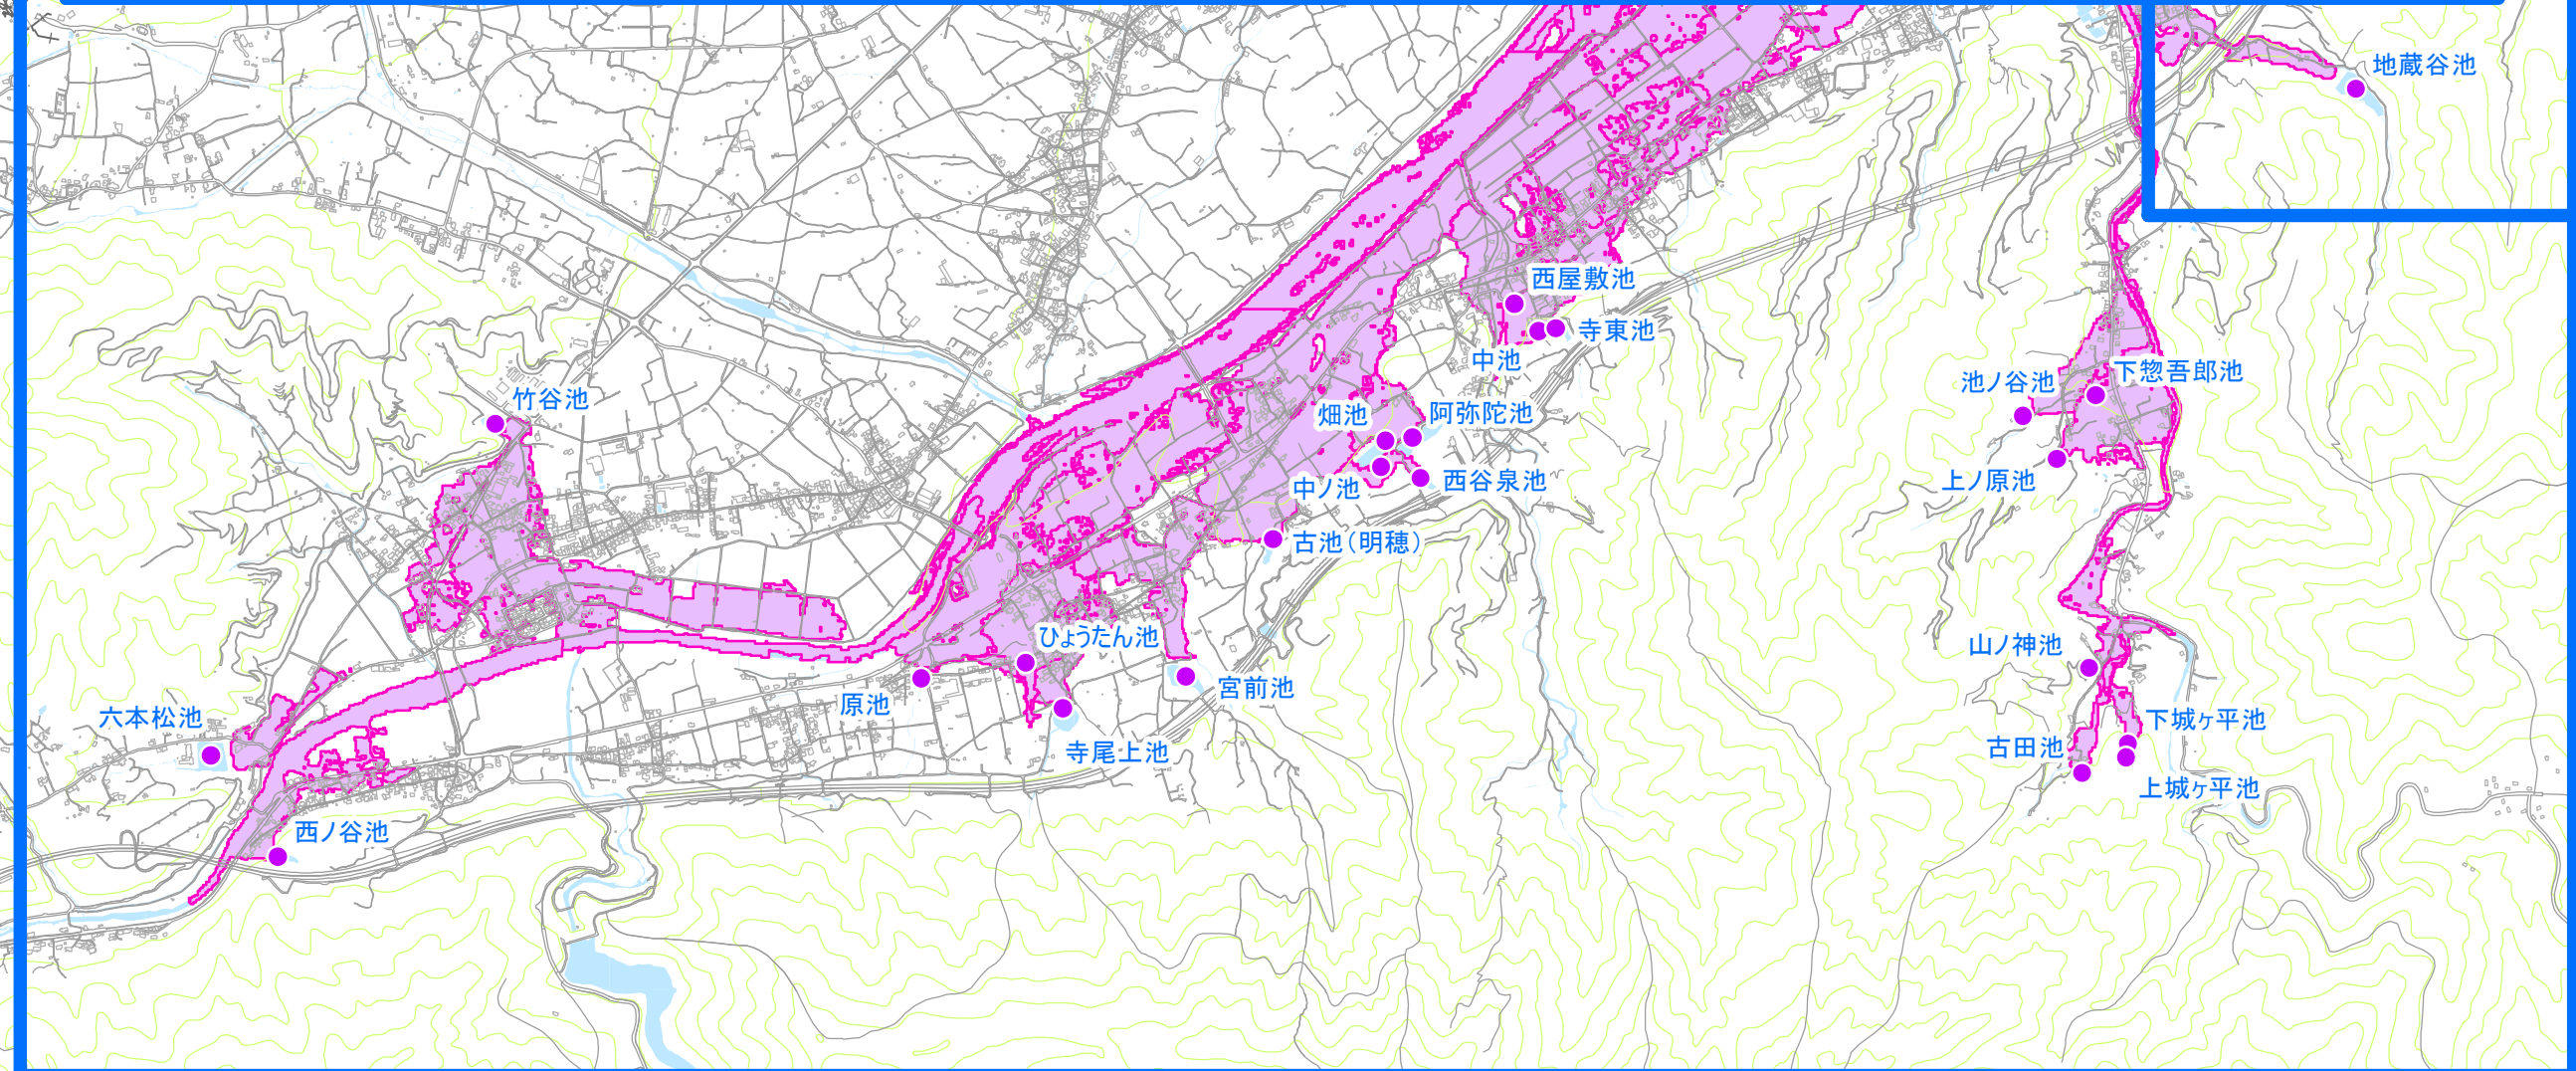 地蔵谷池
西屋敷池
寺東池
中池
下惣吾郎池
池ノ谷池
竹谷池
畑池
阿弥陀池
上ノ原池
西谷泉池
中ノ池
古池（明穂）
ひょうたん池
山ノ神池
宮前池
原池
六本松池
下城ヶ平池
古田池
寺尾上池
上城ヶ平池
西ノ谷池